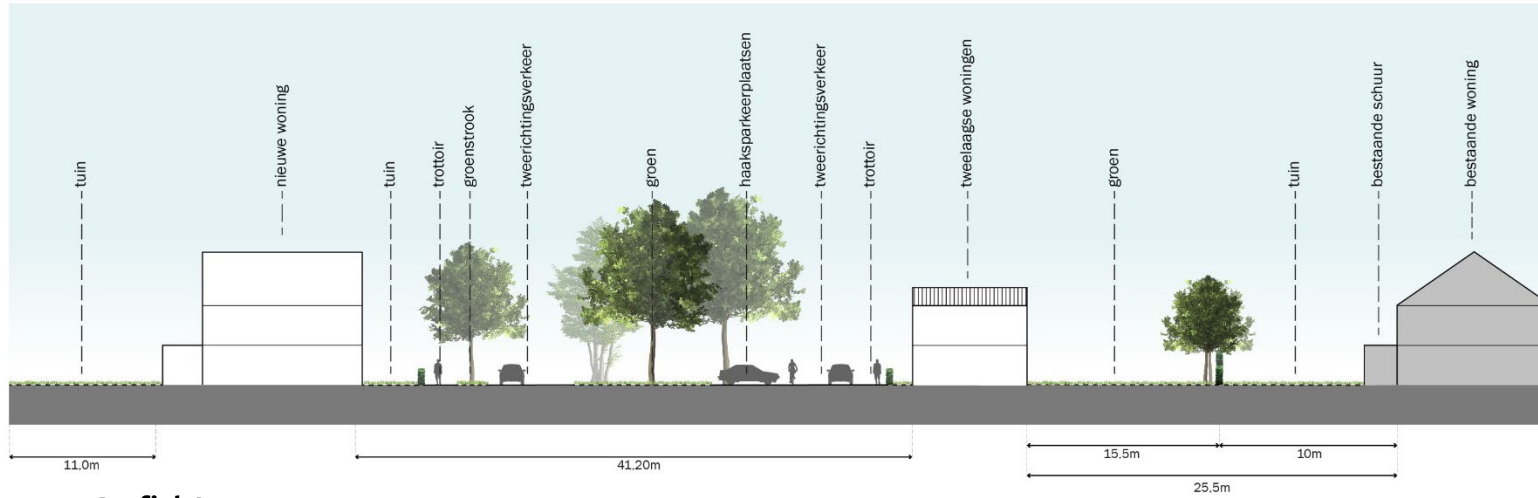 tuin
nieuwe woning
tuin
trottoir
groenstrook
tweerichtingsverkeer
groen
haaksparkeerplaatsen
tweerichtingsverkeer
trottoir
tweelaagse woningen
groen
tuin
bestaande schuur
bestaande woning
11,0m
41,20m
15,5m
10m
25,5m